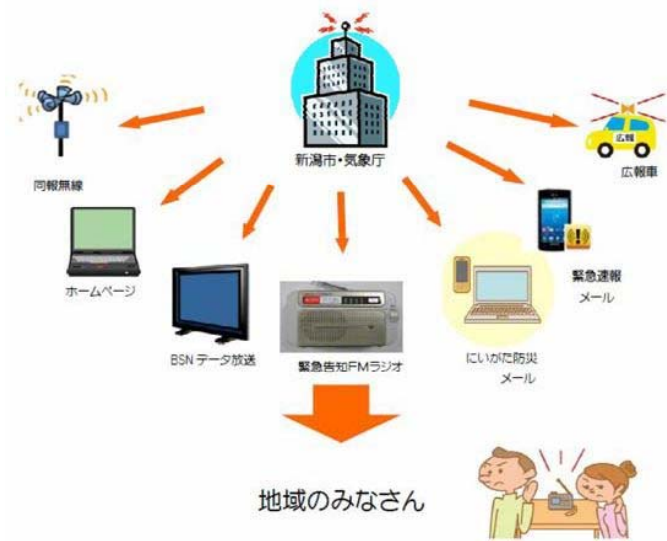 新潟市・気象庁
同報無線
広報
広報車
ホームページ
BSN データ放送
緊急告知FMラジオ
にいがた防災
メール
緊急速報
メール
地域のみなさん